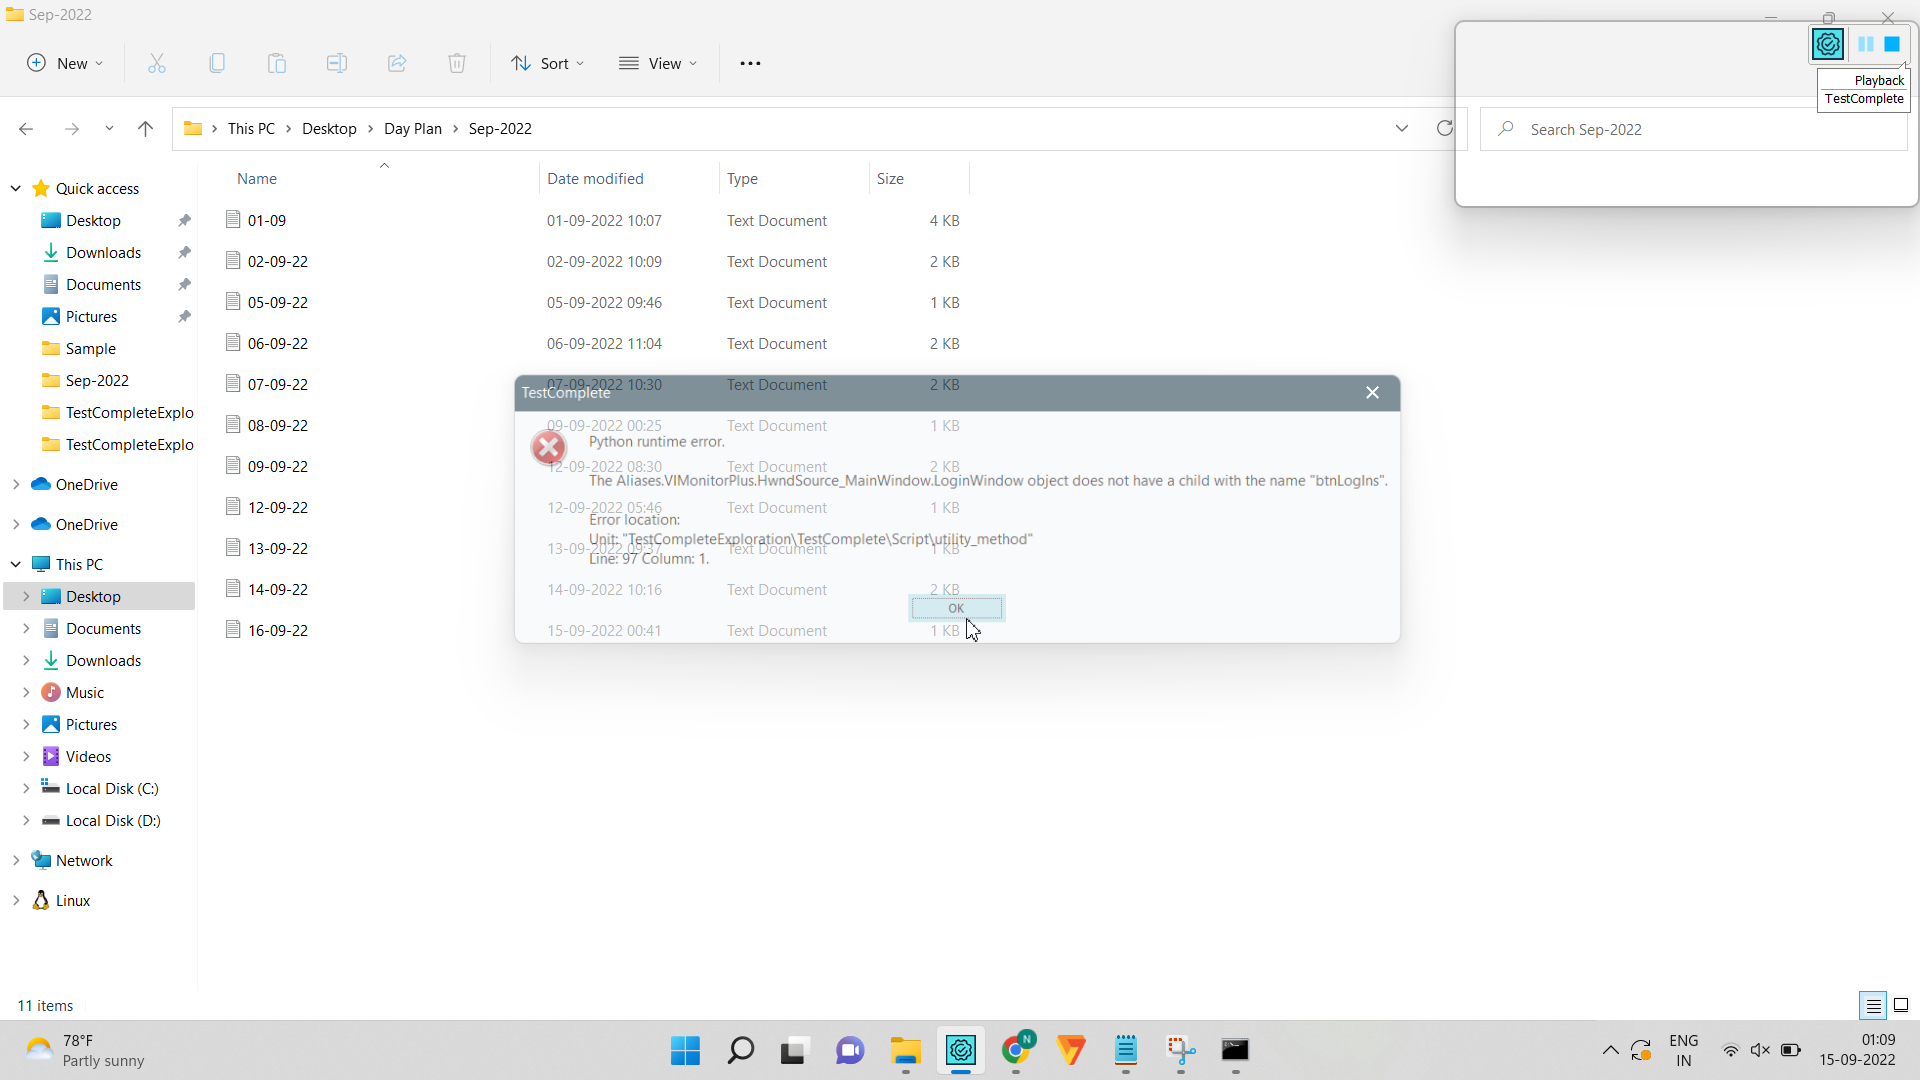 Sep-2022
New
Sort
View
Playback
TestComplete
This PC
Desktop
Day Plan
Sep-2022
Search Sep-2022
Name
Date modified
Type
Size
Quick access
Desktop
Downloads
Documents
Pictures
Sample
Sep-2022
TestCompleteExplo
TestCompleteExplo
OneDrive
OneDrive
This PC
Desktop
Documents
Downloads
Music
Pictures
Videos
Local Disk (C:)
Local Disk (D:)
Network
Linux
01-09 01-09-2022 10:07 Text Document 4 KB
02-09-22 02-09-2022 10:09 Text Document 2 KB
05-09-22 05-09-2022 09:46 Text Document 1 KB
06-09-22 06-09-2022 11:04 Text Document 2 KB
07-09-22 07-09-2022 10:30 Text Document 2 KB
08-09-22 09-09-2022 00:25 Text Document 1 KB
09-09-22 12-09-2022 08:30 Text Document 2 KB
12-09-22 12-09-2022 05:46 Text Document 1 KB
13-09-22 13-09-2022 09:37 Text Document 1 KB
14-09-22 14-09-2022 10:16 Text Document 2 KB
16-09-22 15-09-2022 00:41 Text Document 1 KB
TestComplete
Python runtime error.
The Aliases.VIMonitorPlus.HwndSource_MainWindow.LoginWindow object does not have a child with the name "btnLogIns".
Error location:
Unit: "TestCompleteExploration\TestComplete\Script\utility_method"
Line: 97 Column: 1.
OK
11 items
78°F
Partly sunny
N
ENG
IN
01:09
15-09-2022